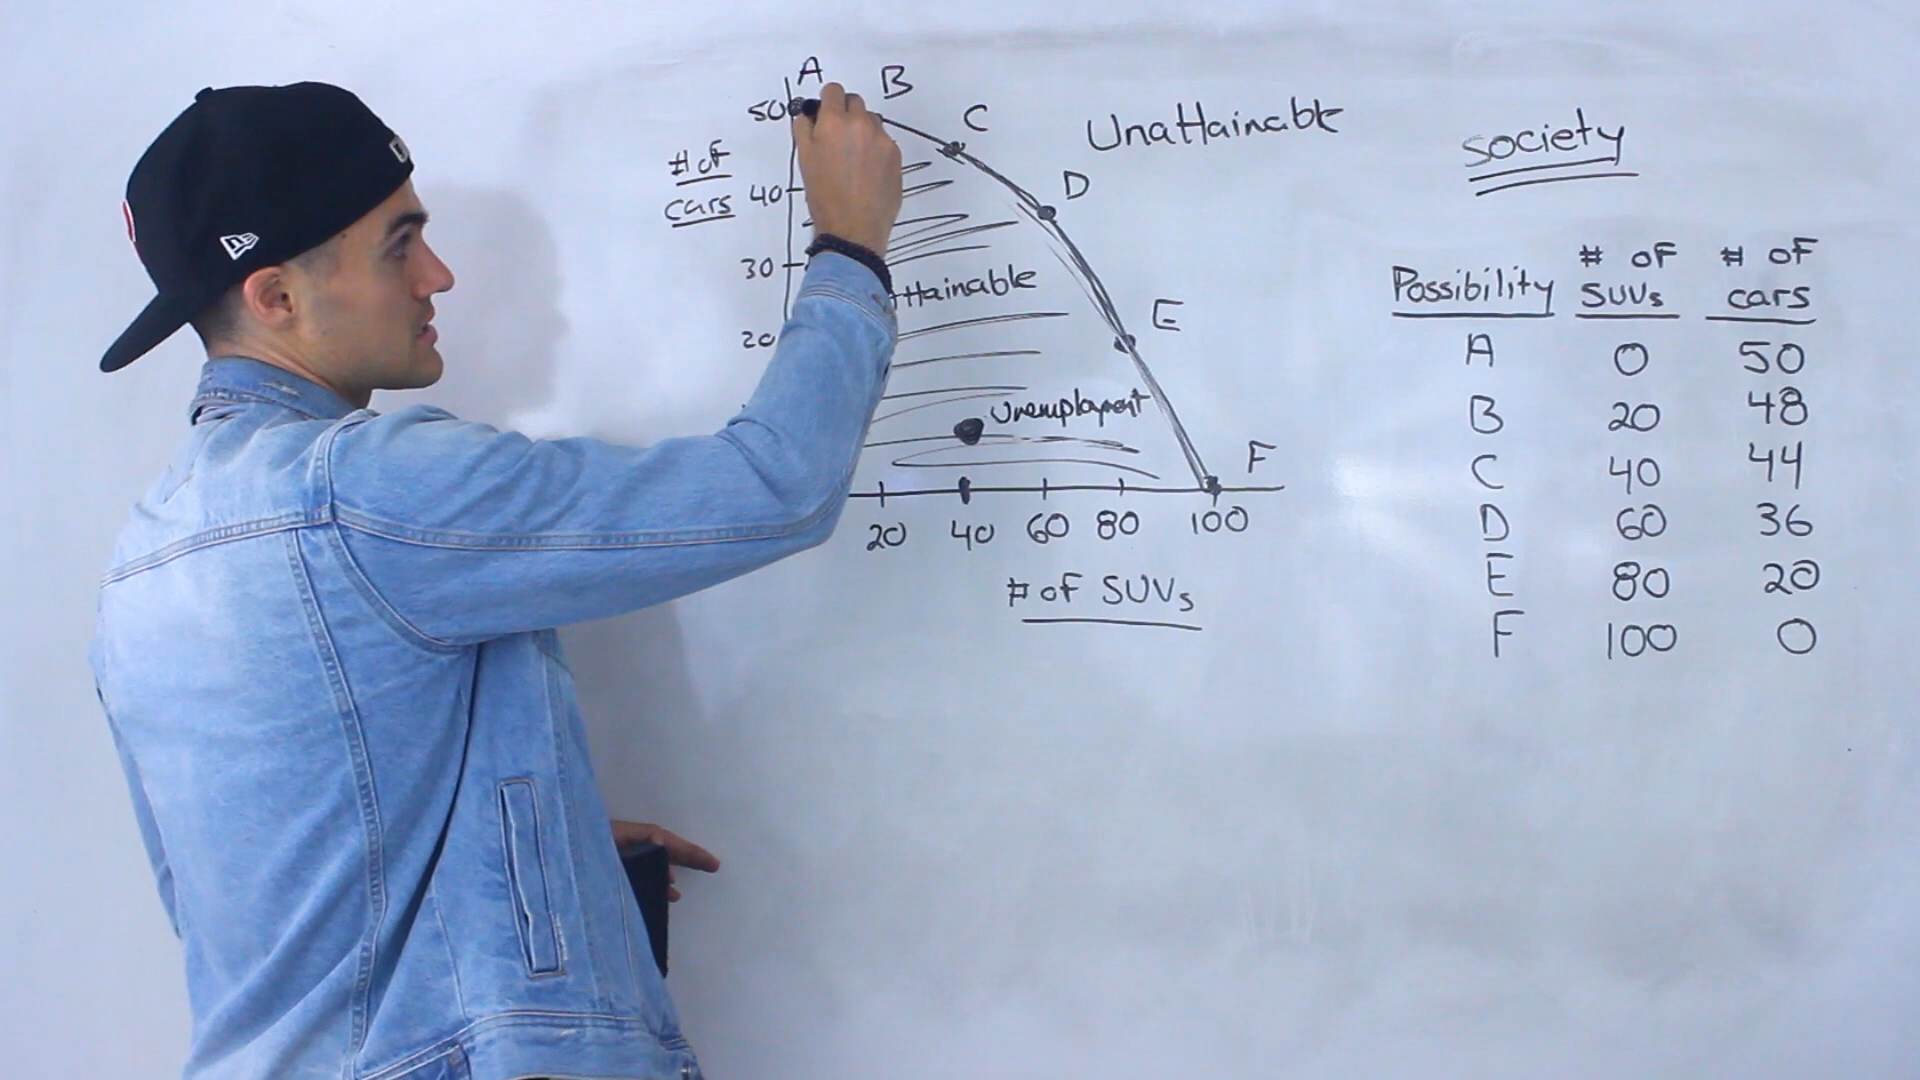 A
B
C
D
E
F
50
40
30
20
# of
cars
Unattainable
ttainable
Unemployment
20 40 60 80 100
# of SUVs
society
Possibility # of SUVs # of cars
A 0 50
B 20 48
C 40 44
D 60 36
E 80 20
F 100 0